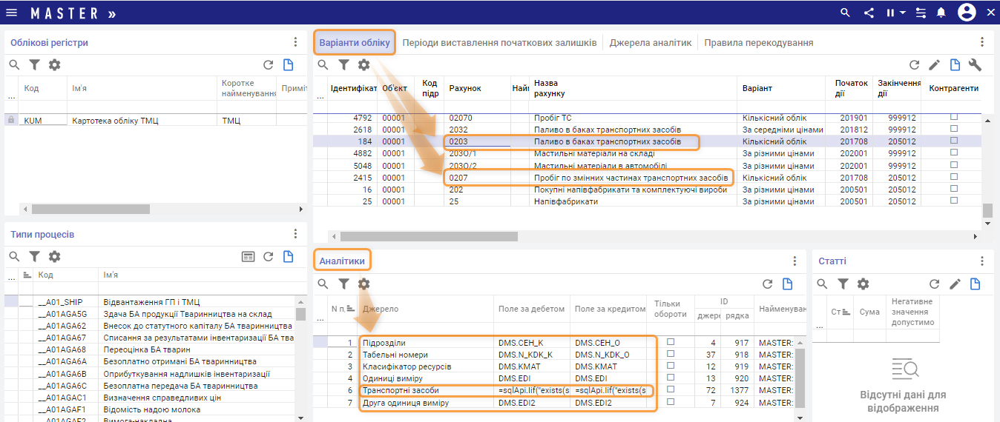 MASTER »
Облікові регістри
Код Ім'я Коротке найменування Приміт
...
KUM Картотека обліку ТМЦ ТМЦ
Варіанти обліку Періоди виставлення початкових залишків Джерела аналітик Правила перекодування
... Ідентифікат Об'єкт Код підр Рахунок Найм Назва рахунку Варіант Початок дії Закінчення дії Контрагенти
4792 00001 02070 Пробіг ТС Кількісний облік 201901 999912
2618 00001 2032 Паливо в баках транспортних засобів За середніми цінами 201812 999912
184 00001 0203 Паливо в баках транспортних засобів Кількісний облік 201708 205012
4882 00001 203О/1 Мастильні матеріали на складі За різними цінами 202001 999912
5048 00001 203О/2 Мастильні матеріали в автомобілі За різними цінами 202001 999912
2415 00001 0207 Пробіг по змінних частинах транспортних засобів Кількісний облік 201708 205012
16 00001 202 Покупні напівфабрикати та комплектуючі вироби За різними цінами 200501 205012
25 00001 25 Напівфабрикати За різними цінами 200501 205012
Типи процесів
... Код Ім'я
__A01_SHIP Відвантаження ГП і ТМЦ
__A01AGA5G Здача БА продукції Тваринництва на склад
__A01AGA62 Внесок до статутного капіталу БА тваринництва
__A01AGA67 Списання за результатами інвентаризації БА тва
__A01AGA68 Переоцінка БА тварин
__A01AGA6A Безоплатно отримані БА тваринництва
__A01AGA6B Оприбуткування надлишків інвентаризації
__A01AGA6C Безоплатна передача БА тваринництва
__A01AGAC1 Визначення справедливих цін
__A01AGAF1 Відомість надою молока
__A01AGAF2 Вимога-накладна
Аналітики
... N п. Джерело Поле за дебетом Поле за кредитом Тільки обороти ID джере рядка Найменуван
1 Підрозділи DMS.CEH_K DMS.CEH_O 4 917 MASTER:
2 Табельні номери DMS.N_KDK_K DMS.N_KDK_O 37 918 MASTER:
3 Класифікатор ресурсів DMS.KMAT DMS.KMAT 12 919 MASTER:
4 Одиниці виміру DMS.EDI DMS.EDI 13 920 MASTER:
6 Транспортні засоби =sqlApi.Iif("exists(s =sqlApi.Iif("exists(s 72 1377 MASTER:
7 Друга одиниця виміру DMS.EDI2 DMS.EDI2 7 924 MASTER:
Статті
... Ст Сума Негативне значення допустимо
Відсутні дані для
відображення